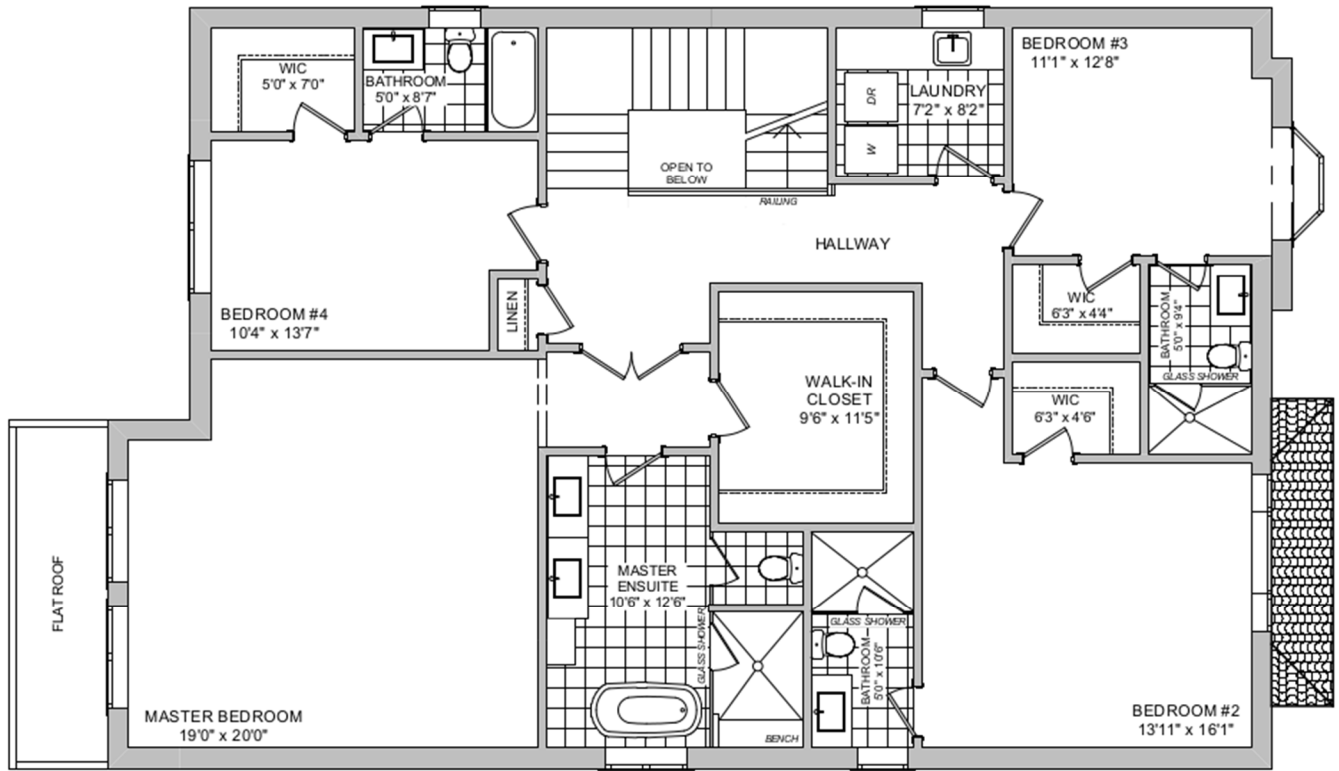 WIC
5'0" x 7'0"
BATHROOM
5'0" x 8'7"
OPEN TO
BELOW
RAILING
DR
W
LAUNDRY
7'2" x 8'2"
BEDROOM #3
11'1" x 12'8"
HALLWAY
BEDROOM #4
10'4" x 13'7"
LINEN
WALK-IN
CLOSET
9'6" x 11'5"
WIC
6'3" x 4'4"
BATHROOM
5'0" x 9'4"
GLASS SHOWER
WIC
6'3" x 4'6"
FLAT ROOF
MASTER BEDROOM
19'0" x 20'0"
MASTER
ENSUITE
10'6" x 12'6"
GLASS SHOWER
BENCH
GLASS SHOWER
BATHROOM
5'0" x 10'6"
BEDROOM #2
13'11" x 16'1"